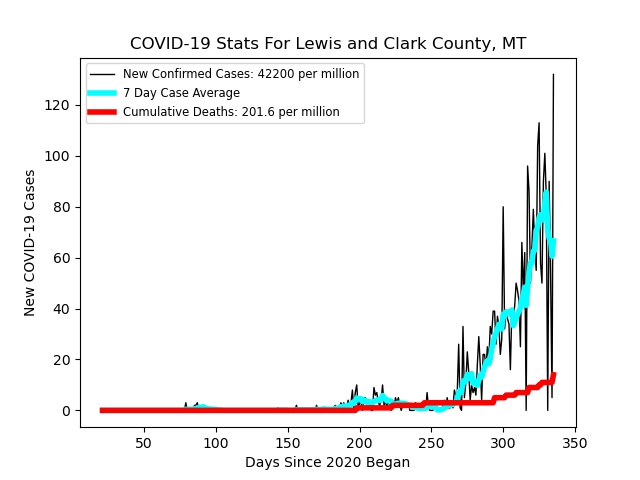 COVID-19 Stats For Lewis and Clark County, MT
New Confirmed Cases: 42200 per million
7 Day Case Average
Cumulative Deaths: 201.6 per million
New COVID-19 Cases
120
100
80
60
40
20
0
50
100
150
200
250
300
350
Days Since 2020 Began